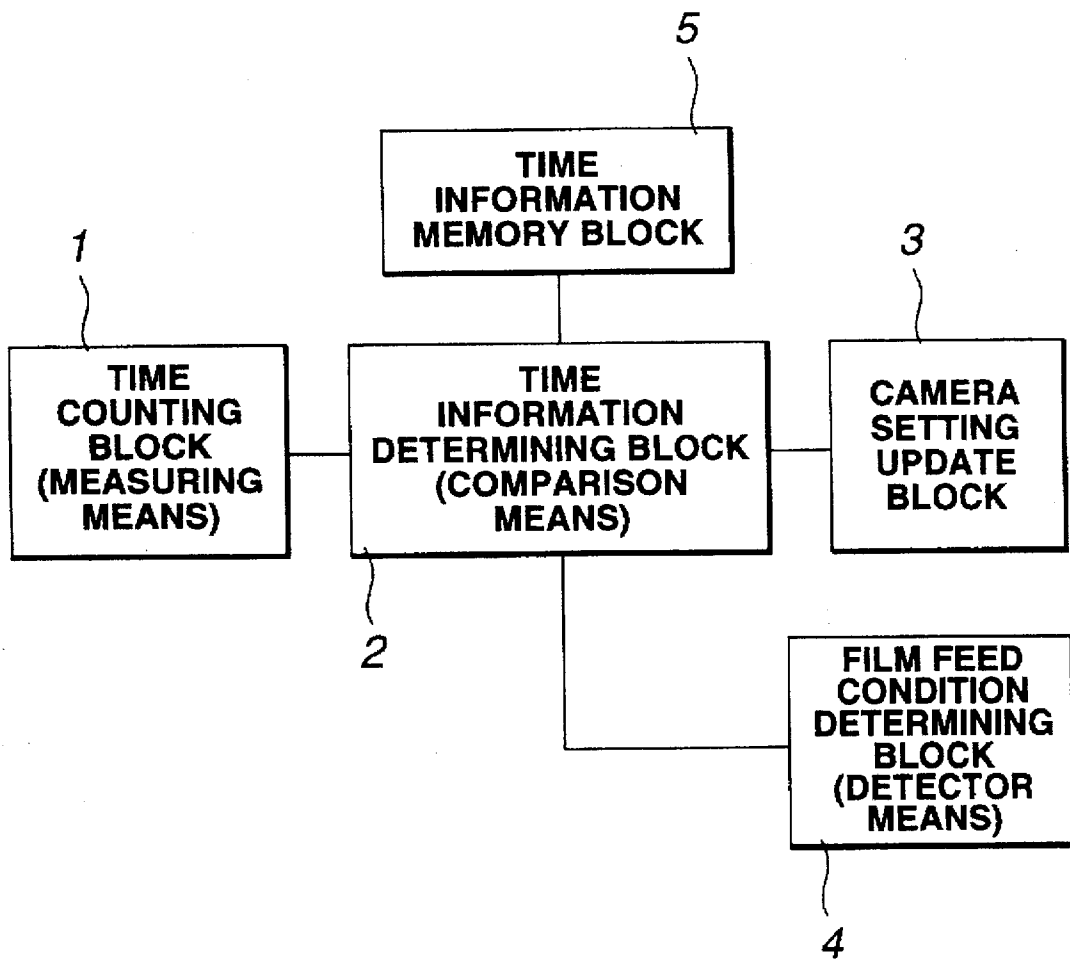 5
TIME
INFORMATION
MEMORY BLOCK
1
TIME
COUNTING
BLOCK
(MEASURING
MEANS)
TIME
INFORMATION
DETERMINING BLOCK
(COMPARISON
MEANS)
2
3
CAMERA
SETTING
UPDATE
BLOCK
FILM FEED
CONDITION
DETERMINING
BLOCK
(DETECTOR
MEANS)
4